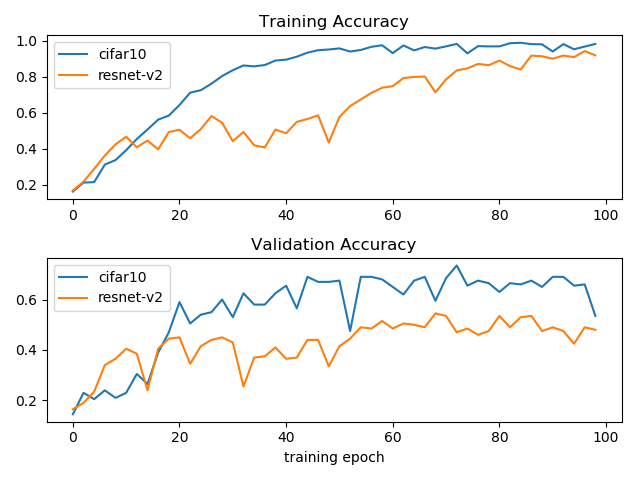 Training Accuracy
1.0
0.8
0.6
0.4
0.2
cifar10
resnet-v2
0 20 40 60 80 100
Validation Accuracy
0.6
0.4
0.2
cifar10
resnet-v2
0 20 40 60 80 100
training epoch